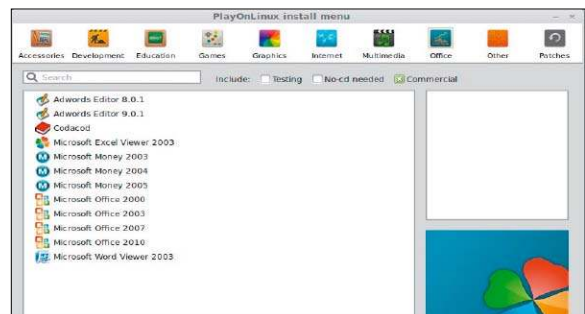 PlayOnLinux install menu
Accessories Development Education Games Graphics Internet Multimedia Office Other Patches
Search Include: Testing No-cd needed Commercial
Adwords Editor 8.0.1
Adwords Editor 9.0.1
Codacod
Microsoft Excel Viewer 2003
Microsoft Money 2003
Microsoft Money 2004
Microsoft Money 2005
Microsoft Office 2000
Microsoft Office 2003
Microsoft Office 2007
Microsoft Office 2010
Microsoft Word Viewer 2003